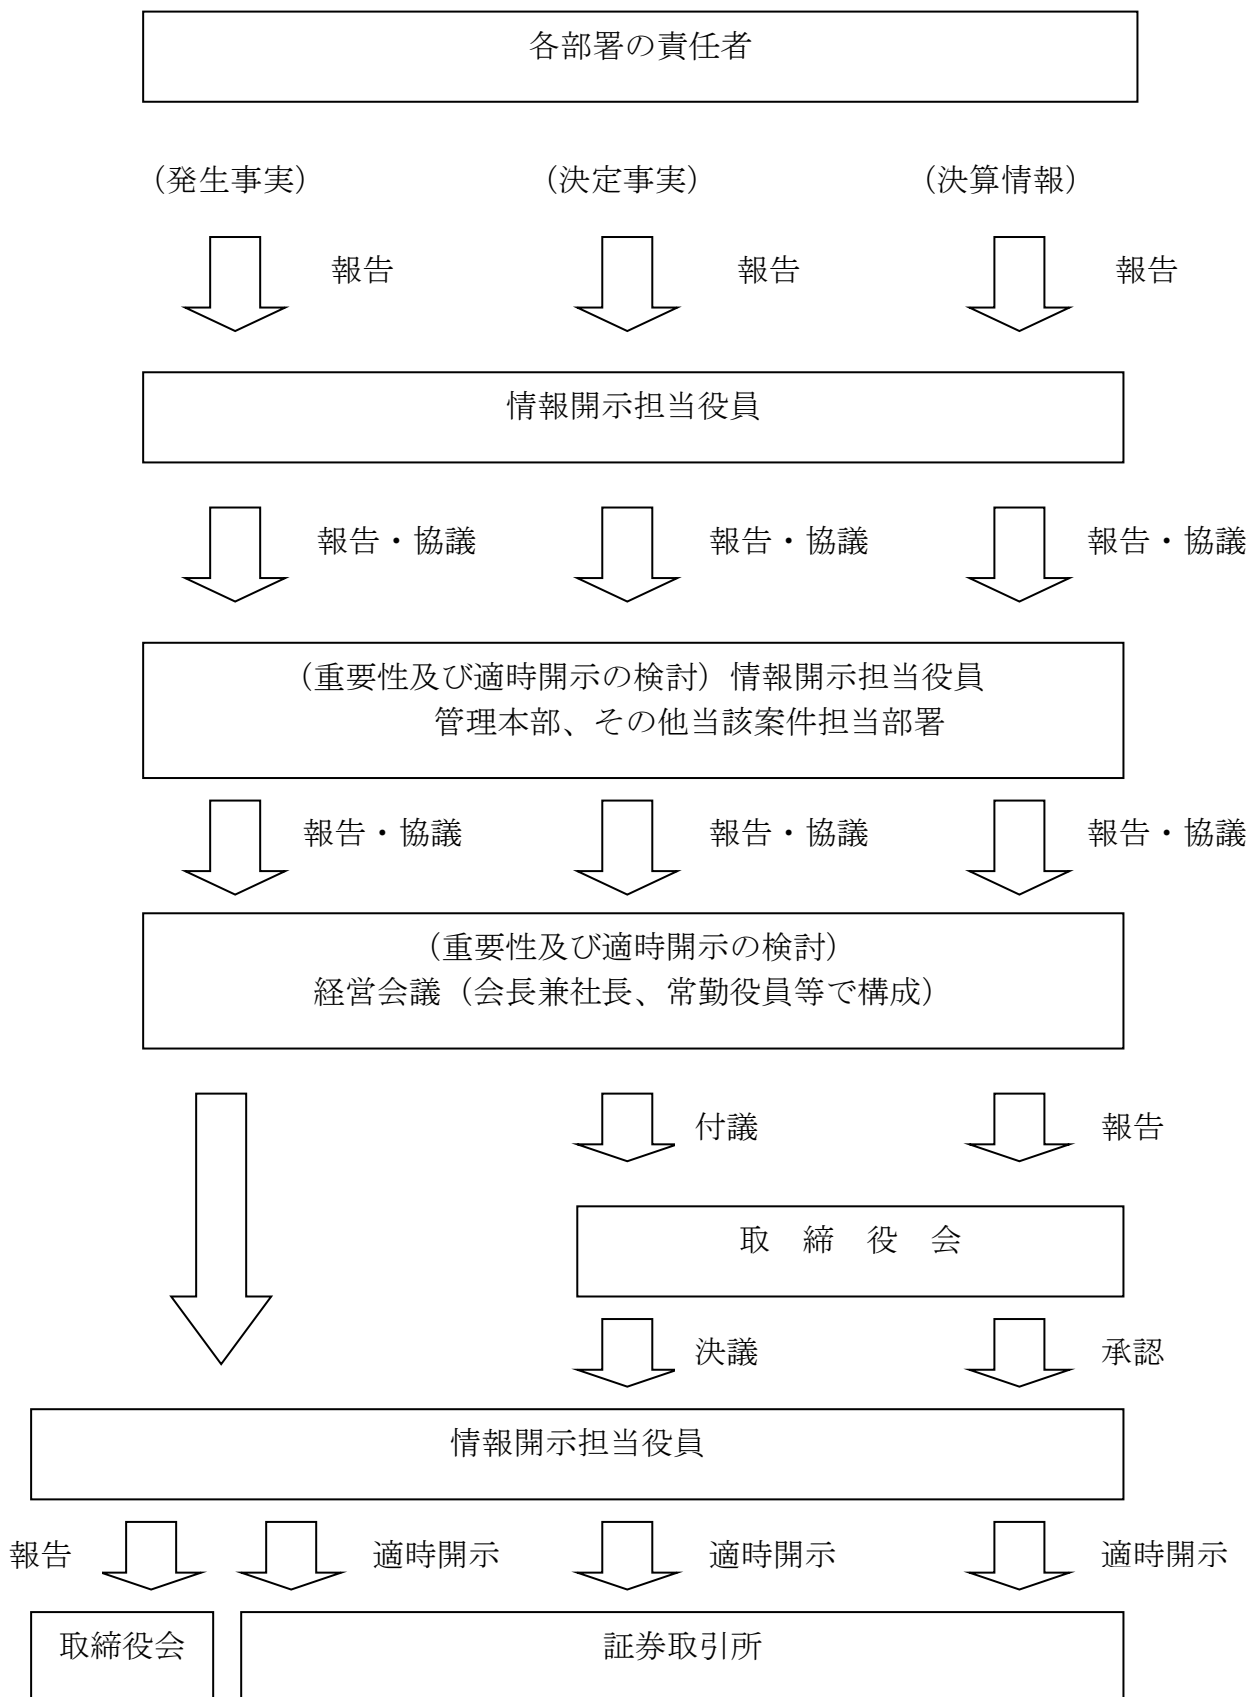 各部署の責任者
(発生事実)
(決定事実)
(決算情報)
報告
報告
報告
情報開示担当役員
報告・協議
報告・協議
報告・協議
(重要性及び適時開示の検討)情報開示担当役員
管理本部、その他当該案件担当部署
報告・協議
報告・協議
報告・協議
(重要性及び適時開示の検討)
経営会議(会長兼社長、常勤役員等で構成)
付議
報告
取 締 役 会
決議
承認
情報開示担当役員
報告
適時開示
適時開示
適時開示
取締役会
証券取引所